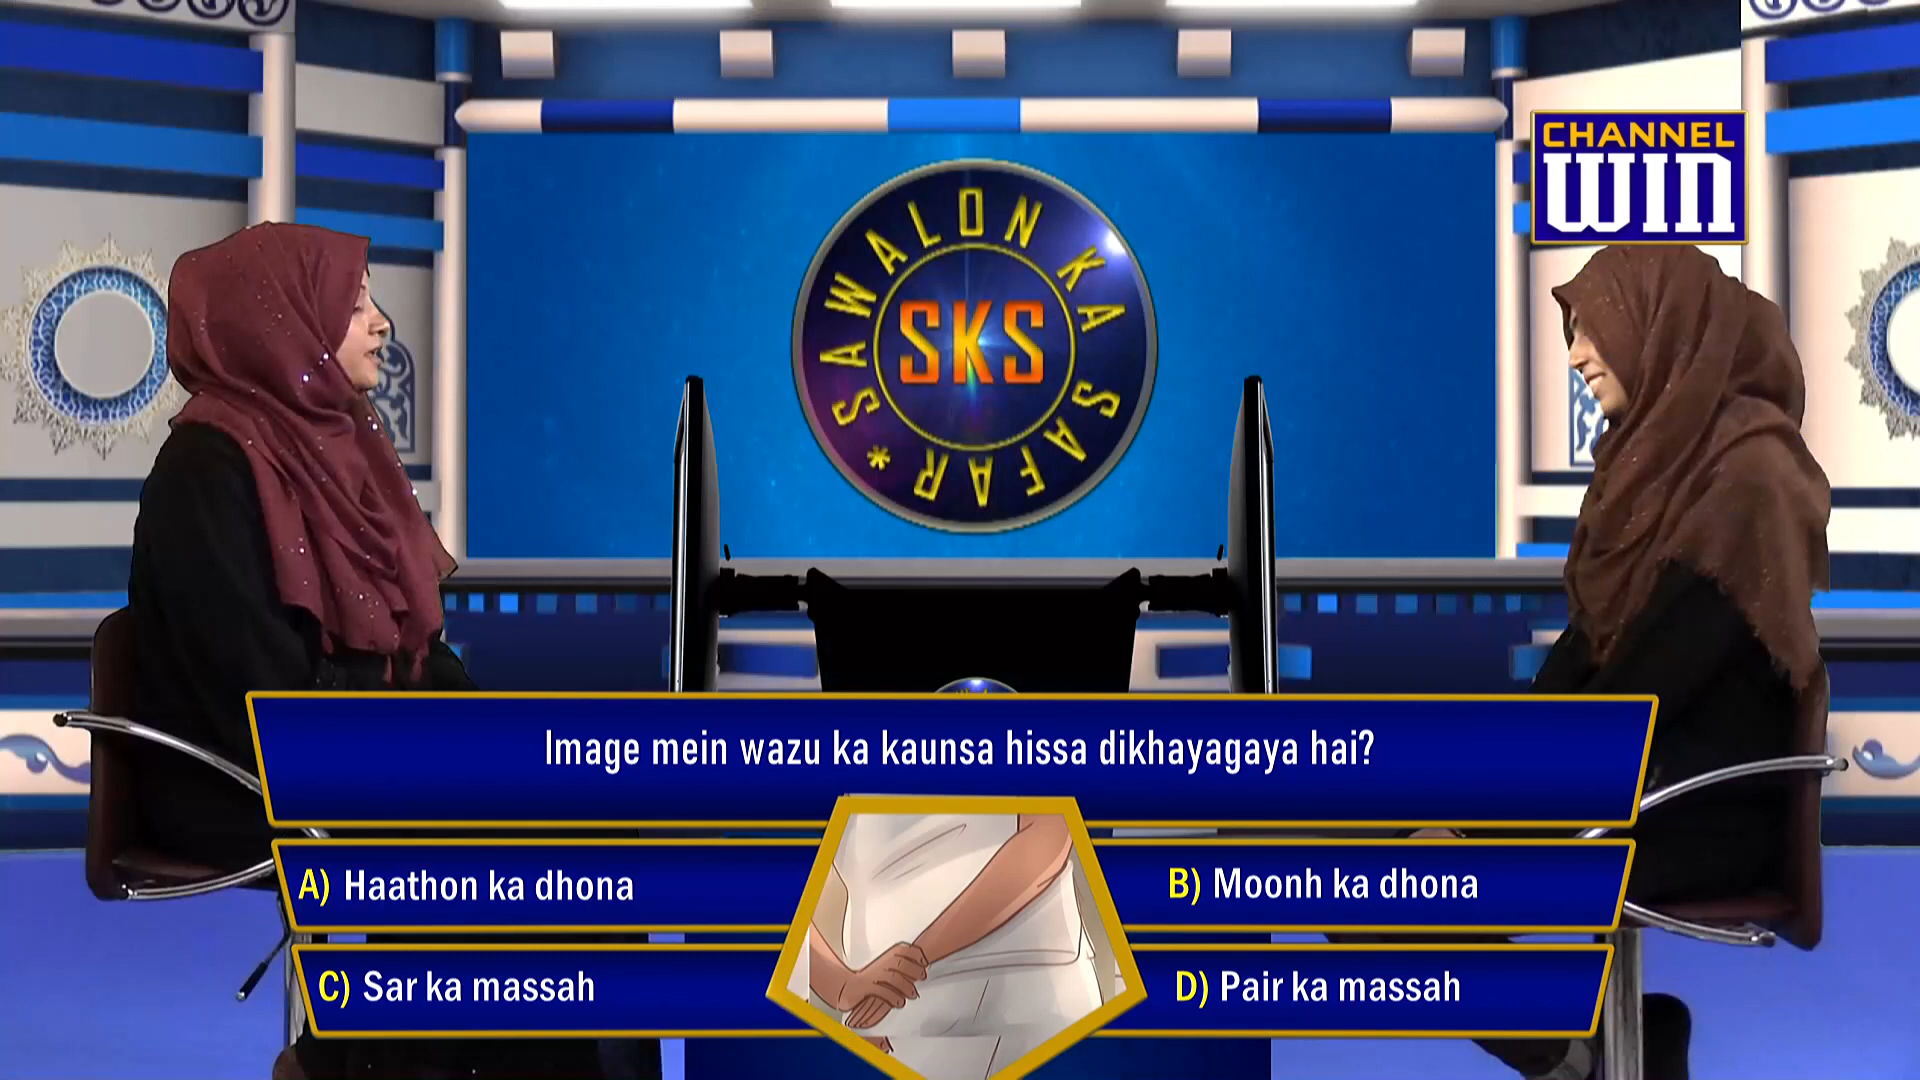 CHANNEL
WIN
SAWALON KA SAFAR *
SKS
Image mein wazu ka kaunsa hissa dikhayagaya hai?
A) Haathon ka dhona
B) Moonh ka dhona
C) Sar ka massah
D) Pair ka massah